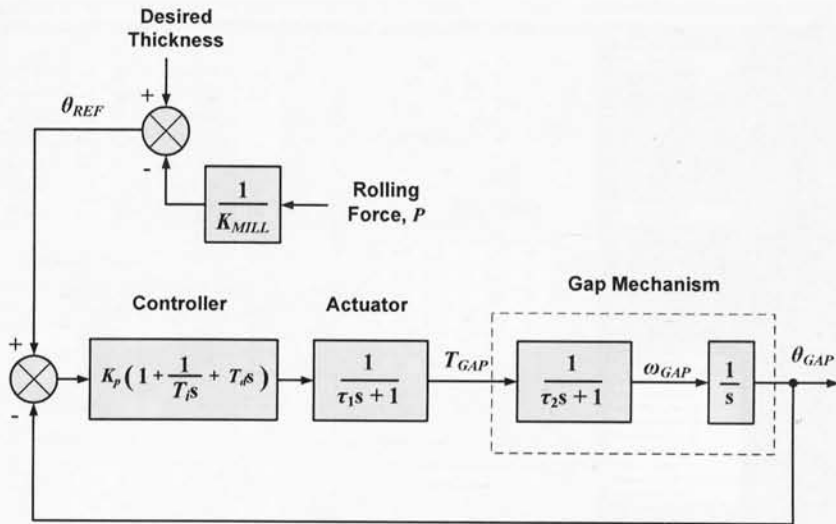 Desired
Thickness
+
θREF
-
1
KMILL
Rolling
Force, P
Controller
Actuator
Gap Mechanism
+
-
Kp ( 1 + 1/Tis + Tds )
1
τ1s + 1
TGAP
1
τ2s + 1
ωGAP
1
s
θGAP